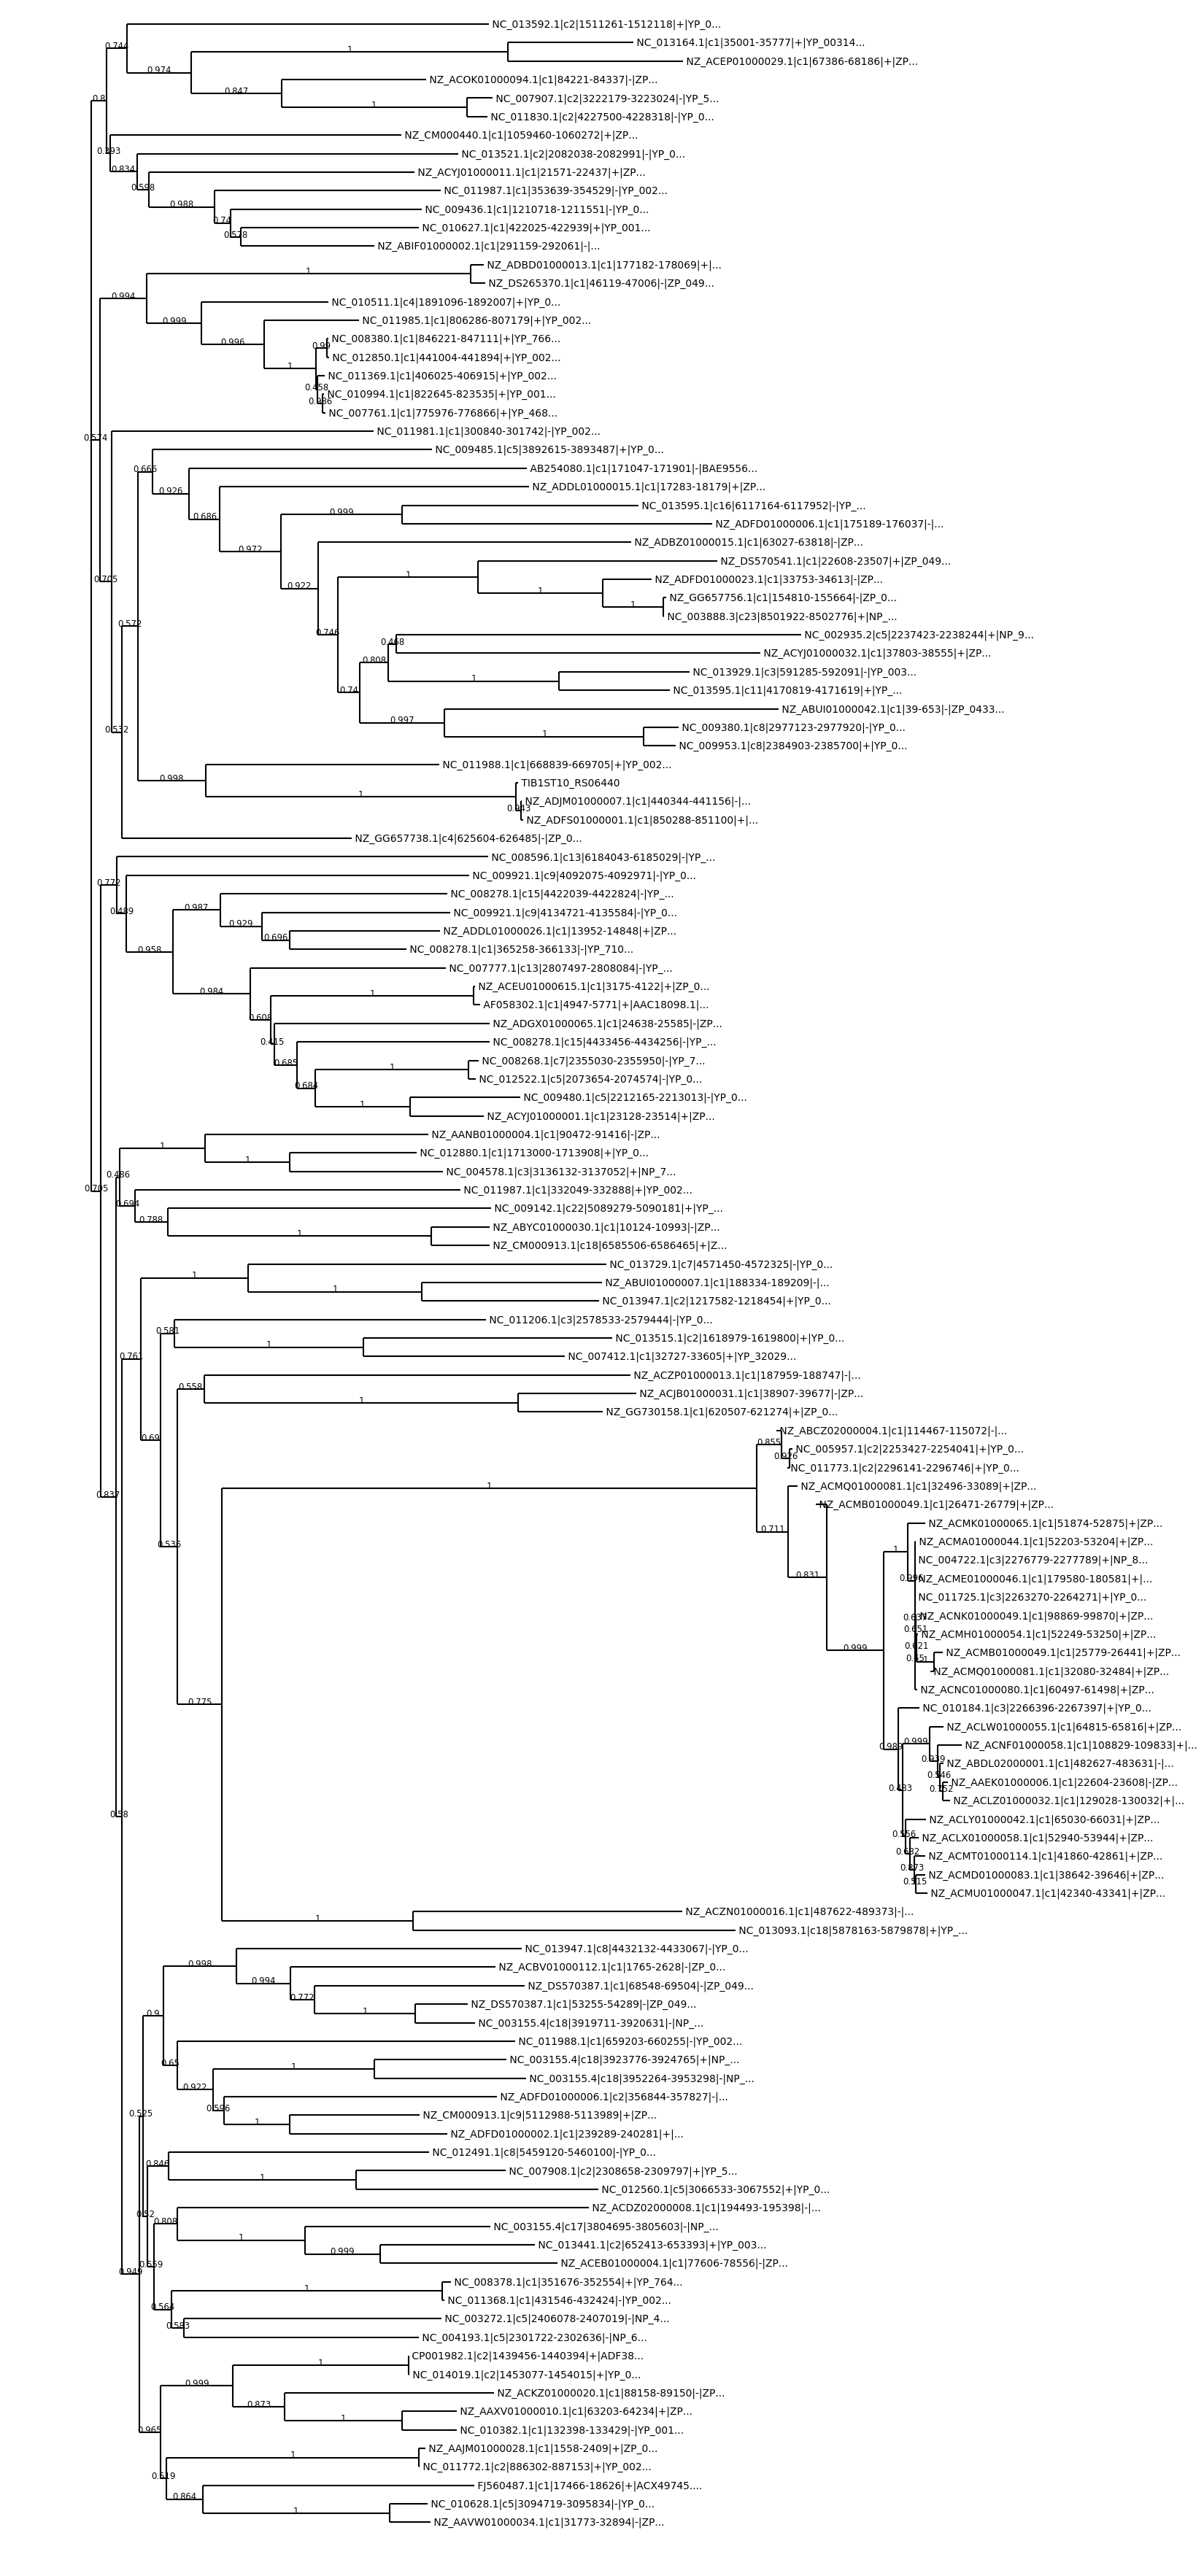 NC_013592.1|c2|1511261-1512118|+|YP_0...
0.744
NC_013164.1|c1|35001-35777|+|YP_00314...
1
NZ_ACEP01000029.1|c1|67386-68186|+|ZP...
0.974
NZ_ACOK01000094.1|c1|84221-84337|-|ZP...
0.847
NC_007907.1|c2|3222179-3223024|-|YP_5...
0.8
1
NC_011830.1|c2|4227500-4228318|-|YP_0...
NZ_CM000440.1|c1|1059460-1060272|+|ZP...
NC_013521.1|c2|2082038-2082991|-|YP_0...
0.834
NZ_ACYJ01000011.1|c1|21571-22437|+|ZP...
0.598
NC_011987.1|c1|353639-354529|-|YP_002...
0.988
NC_009436.1|c1|1210718-1211551|-|YP_0...
0.74
NC_010627.1|c1|422025-422939|+|YP_001...
0.578
NZ_ABIF01000002.1|c1|291159-292061|-|...
NZ_ADBD01000013.1|c1|177182-178069|+|...
1
NZ_DS265370.1|c1|46119-47006|-|ZP_049...
0.994
NC_010511.1|c4|1891096-1892007|+|YP_0...
0.999
NC_011985.1|c1|806286-807179|+|YP_002...
0.996
NC_008380.1|c1|846221-847111|+|YP_766...
0.99
NC_012850.1|c1|441004-441894|+|YP_002...
1
NC_011369.1|c1|406025-406915|+|YP_002...
0.458
NC_010994.1|c1|822645-823535|+|YP_001...
NC_007761.1|c1|775976-776866|+|YP_468...
NC_011981.1|c1|300840-301742|-|YP_002...
0.574
NC_009485.1|c5|3892615-3893487|+|YP_0...
0.665
AB254080.1|c1|171047-171901|-|BAE9556...
0.926
NZ_ADDL01000015.1|c1|17283-18179|+|ZP...
NC_013595.1|c16|6117164-6117952|-|YP_...
0.999
0.686
NZ_ADFD01000006.1|c1|175189-176037|-|...
NZ_ADBZ01000015.1|c1|63027-63818|-|ZP...
0.972
NZ_DS570541.1|c1|22608-23507|+|ZP_049...
1
0.705
NZ_ADFD01000023.1|c1|33753-34613|-|ZP...
0.922
1
NZ_GG657756.1|c1|154810-155664|-|ZP_0...
1
NC_003888.3|c23|8501922-8502776|+|NP_...
0.572
NC_002935.2|c5|2237423-2238244|+|NP_9...
0.746
0.468
NZ_ACYJ01000032.1|c1|37803-38555|+|ZP...
0.808
NC_013929.1|c3|591285-592091|-|YP_003...
1
NC_013595.1|c11|4170819-4171619|+|YP_...
0.74
NZ_ABUI01000042.1|c1|39-653|-|ZP_0433...
0.997
NC_009380.1|c8|2977123-2977920|-|YP_0...
0.532
1
NC_009953.1|c8|2384903-2385700|+|YP_0...
NC_011988.1|c1|668839-669705|+|YP_002...
0.998
TIB1ST10_RS06440
1
NZ_ADJM01000007.1|c1|440344-441156|-|...
0.943
NZ_ADFS01000001.1|c1|850288-851100|+|...
NZ_GG657738.1|c4|625604-626485|-|ZP_0...
NC_008596.1|c13|6184043-6185029|-|YP_...
NC_009921.1|c9|4092075-4092971|-|YP_0...
0.772
NC_008278.1|c15|4422039-4422824|-|YP_...
0.987
0.489
NC_009921.1|c9|4134721-4135584|-|YP_0...
0.929
NZ_ADDL01000026.1|c1|13952-14848|+|ZP...
0.696
NC_008278.1|c1|365258-366133|-|YP_710...
0.958
NC_007777.1|c13|2807497-2808084|-|YP_...
NZ_ACEU01000615.1|c1|3175-4122|+|ZP_0...
0.984
1
AF058302.1|c1|4947-5771|+|AAC18098.1|...
0.608
NZ_ADGX01000065.1|c1|24638-25585|-|ZP...
0.415
NC_008278.1|c15|4433456-4434256|-|YP_...
0.685
NC_008268.1|c7|2355030-2355950|-|YP_7...
1
NC_012522.1|c5|2073654-2074574|-|YP_0...
0.684
NC_009480.1|c5|2212165-2213013|-|YP_0...
1
NZ_ACYJ01000001.1|c1|23128-23514|+|ZP...
NZ_AANB01000004.1|c1|90472-91416|-|ZP...
1
NC_012880.1|c1|1713000-1713908|+|YP_0...
1
NC_004578.1|c3|3136132-3137052|+|NP_7...
0.486
NC_011987.1|c1|332049-332888|+|YP_002...
0.705
0.694
NC_009142.1|c22|5089279-5090181|+|YP_...
0.788
NZ_ABYC01000030.1|c1|10124-10993|-|ZP...
1
NZ_CM000913.1|c18|6585506-6586465|+|Z...
NC_013729.1|c7|4571450-4572325|-|YP_0...
1
NZ_ABUI01000007.1|c1|188334-189209|-|...
1
NC_013947.1|c2|1217582-1218454|+|YP_0...
NC_011206.1|c3|2578533-2579444|-|YP_0...
0.581
NC_013515.1|c2|1618979-1619800|+|YP_0...
1
NC_007412.1|c1|32727-33605|+|YP_32029...
0.761
NZ_ACZP01000013.1|c1|187959-188747|-|...
0.558
NZ_ACJB01000031.1|c1|38907-39677|-|ZP...
1
NZ_GG730158.1|c1|620507-621274|+|ZP_0...
NZ_ABCZ02000004.1|c1|114467-115072|-|...
0.69
0.855
NC_005957.1|c2|2253427-2254041|+|YP_0...
0.926
NC_011773.1|c2|2296141-2296746|+|YP_0...
1
NZ_ACMQ01000081.1|c1|32496-33089|+|ZP...
0.837
NZ_ACMB01000049.1|c1|26471-26779|+|ZP...
NZ_ACMK01000065.1|c1|51874-52875|+|ZP...
0.711
NZ_ACMA01000044.1|c1|52203-53204|+|ZP...
0.535
1
NC_004722.1|c3|2276779-2277789|+|NP_8...
0.831
NZ_ACME01000046.1|c1|179580-180581|+|...
NC_011725.1|c3|2263270-2264271|+|YP_0...
NZ_ACNK01000049.1|c1|98869-99870|+|ZP...
NZ_ACMH01000054.1|c1|52249-53250|+|ZP...
0.999
NZ_ACMB01000049.1|c1|25779-26441|+|ZP...
NZ_ACMQ01000081.1|c1|32080-32484|+|ZP...
NZ_ACNC01000080.1|c1|60497-61498|+|ZP...
0.775
NC_010184.1|c3|2266396-2267397|+|YP_0...
NZ_ACLW01000055.1|c1|64815-65816|+|ZP...
0.999
NZ_ACNF01000058.1|c1|108829-109833|+|...
NZ_ABDL02000001.1|c1|482627-483631|-|...
NZ_AAEK01000006.1|c1|22604-23608|-|ZP...
NZ_ACLZ01000032.1|c1|129028-130032|+|...
0.58
NZ_ACLY01000042.1|c1|65030-66031|+|ZP...
NZ_ACLX01000058.1|c1|52940-53944|+|ZP...
NZ_ACMT01000114.1|c1|41860-42861|+|ZP...
0.873
NZ_ACMD01000083.1|c1|38642-39646|+|ZP...
0.515
NZ_ACMU01000047.1|c1|42340-43341|+|ZP...
NZ_ACZN01000016.1|c1|487622-489373|-|...
1
NC_013093.1|c18|5878163-5879878|+|YP_...
NC_013947.1|c8|4432132-4433067|-|YP_0...
0.998
NZ_ACBV01000112.1|c1|1765-2628|-|ZP_0...
0.994
NZ_DS570387.1|c1|68548-69504|-|ZP_049...
0.772
NZ_DS570387.1|c1|53255-54289|-|ZP_049...
0.9
1
NC_003155.4|c18|3919711-3920631|-|NP_...
NC_011988.1|c1|659203-660255|-|YP_002...
0.65
NC_003155.4|c18|3923776-3924765|+|NP_...
1
NC_003155.4|c18|3952264-3953298|-|NP_...
0.922
NZ_ADFD01000006.1|c2|356844-357827|-|...
0.596
NZ_CM000913.1|c9|5112988-5113989|+|ZP...
0.525
1
NZ_ADFD01000002.1|c1|239289-240281|+|...
NC_012491.1|c8|5459120-5460100|-|YP_0...
0.846
NC_007908.1|c2|2308658-2309797|+|YP_5...
1
NC_012560.1|c5|3066533-3067552|+|YP_0...
NZ_ACDZ02000008.1|c1|194493-195398|-|...
0.52
0.808
NC_003155.4|c17|3804695-3805603|-|NP_...
1
NC_013441.1|c2|652413-653393|+|YP_003...
0.999
NZ_ACEB01000004.1|c1|77606-78556|-|ZP...
0.949
NC_008378.1|c1|351676-352554|+|YP_764...
1
NC_011368.1|c1|431546-432424|-|YP_002...
0.564
NC_003272.1|c5|2406078-2407019|-|NP_4...
0.583
NC_004193.1|c5|2301722-2302636|-|NP_6...
CP001982.1|c2|1439456-1440394|+|ADF38...
1
NC_014019.1|c2|1453077-1454015|+|YP_0...
0.999
NZ_ACKZ01000020.1|c1|88158-89150|-|ZP...
0.873
NZ_AAXV01000010.1|c1|63203-64234|+|ZP...
1
NC_010382.1|c1|132398-133429|-|YP_001...
0.965
NZ_AAJM01000028.1|c1|1558-2409|+|ZP_0...
1
NC_011772.1|c2|886302-887153|+|YP_002...
0.519
FJ560487.1|c1|17466-18626|+|ACX49745....
0.864
NC_010628.1|c5|3094719-3095834|-|YP_0...
1
NZ_AAVW01000034.1|c1|31773-32894|-|ZP...